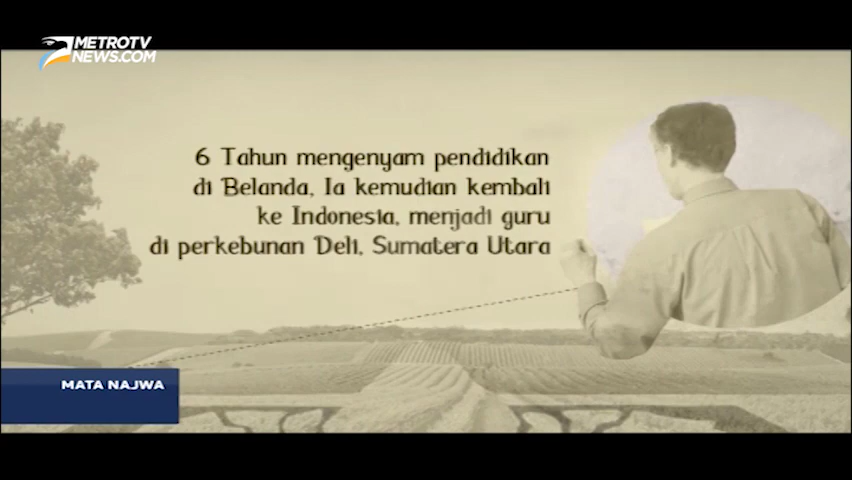 METROTV
NEWS.COM
6 Tahun mengenyam pendidikan
di Belanda, Ia kemudian kembali
ke Indonesia, menjadi guru
di perkebunan Deli, Sumatera Utara
MATA NAJWA